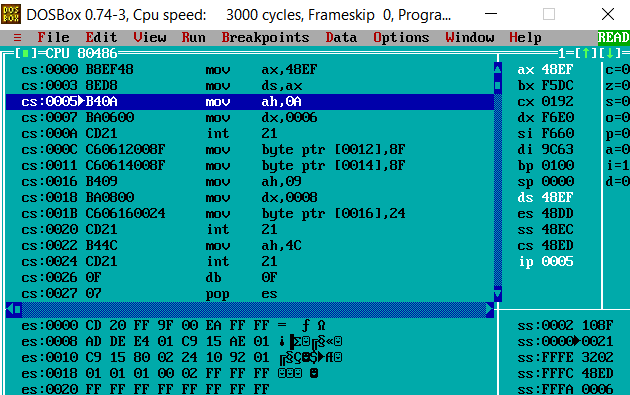 DOSBox 0.74-3, Cpu speed: 3000 cycles, Frameskip 0, Progra...
≡ File Edit View Run Breakpoints Data Options Window Help READ
[■]=CPU 80486 1=[↑][↓]
cs:0000 B8EF48 mov ax,48EF ax 48EF c=0
cs:0003 8ED8 mov ds,ax bx F5DC z=0
cs:0005►B40A mov ah,0A cx 0192 s=0
cs:0007 BA0600 mov dx,0006 dx F6E0 o=0
cs:000A CD21 int 21 si F660 p=0
cs:000C C60612008F mov byte ptr [0012],8F di 9C63 a=0
cs:0011 C60614008F mov byte ptr [0014],8F bp 0100 i=1
cs:0016 B409 mov ah,09 sp 0000 d=0
cs:0018 BA0800 mov dx,0008 ds 48EF
cs:001B C606160024 mov byte ptr [0016],24 es 48DD
cs:0020 CD21 int 21 ss 48EC
cs:0022 B44C mov ah,4C cs 48ED
cs:0024 CD21 int 21 ip 0005
cs:0026 0F db 0F
cs:0027 07 pop es
es:0000 CD 20 FF 9F 00 EA FF FF = ƒ Ω ss:0002 108F
es:0008 AD DE E4 01 C9 15 AE 01 ss:0000►0021
es:0010 C9 15 80 02 24 10 92 01 ss:FFFE 3202
es:0018 01 01 01 00 02 FF FF FF ss:FFFC 48ED
es:0020 FF FF FF FF FF FF FF FF ss:FFFA 0006